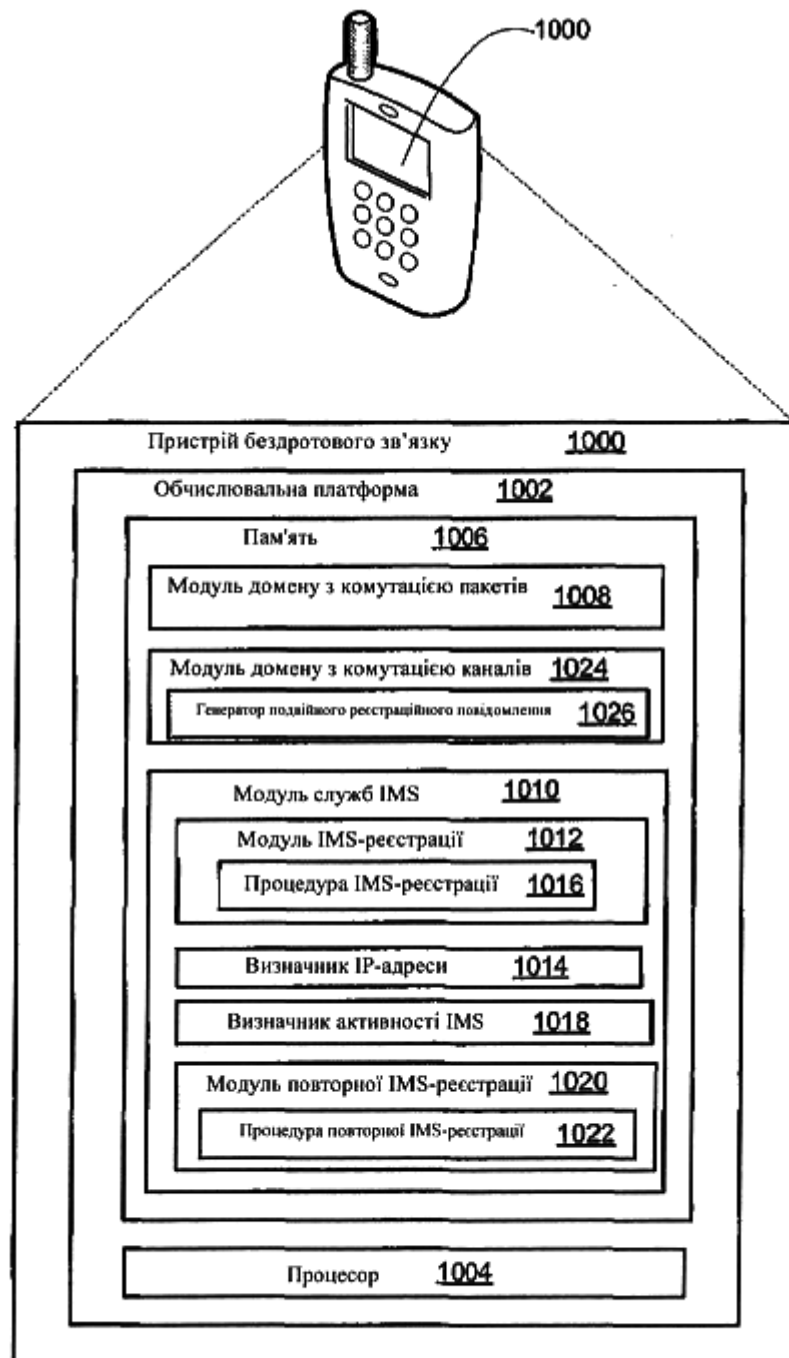 1000
Пристрій бездротового зв'язку 1000
Обчислювальна платформа 1002
Пам'ять 1006
Модуль домену з комутацією пакетів 1008
Модуль домену з комутацією каналів 1024
Генератор подвійного реєстраційного повідомлення 1026
Модуль служб IMS 1010
Модуль IMS-реєстрації 1012
Процедура IMS-реєстрації 1016
Визначник IP-адреси 1014
Визначник активності IMS 1018
Модуль повторної IMS-реєстрації 1020
Процедура повторної IMS-реєстрації 1022
Процесор 1004